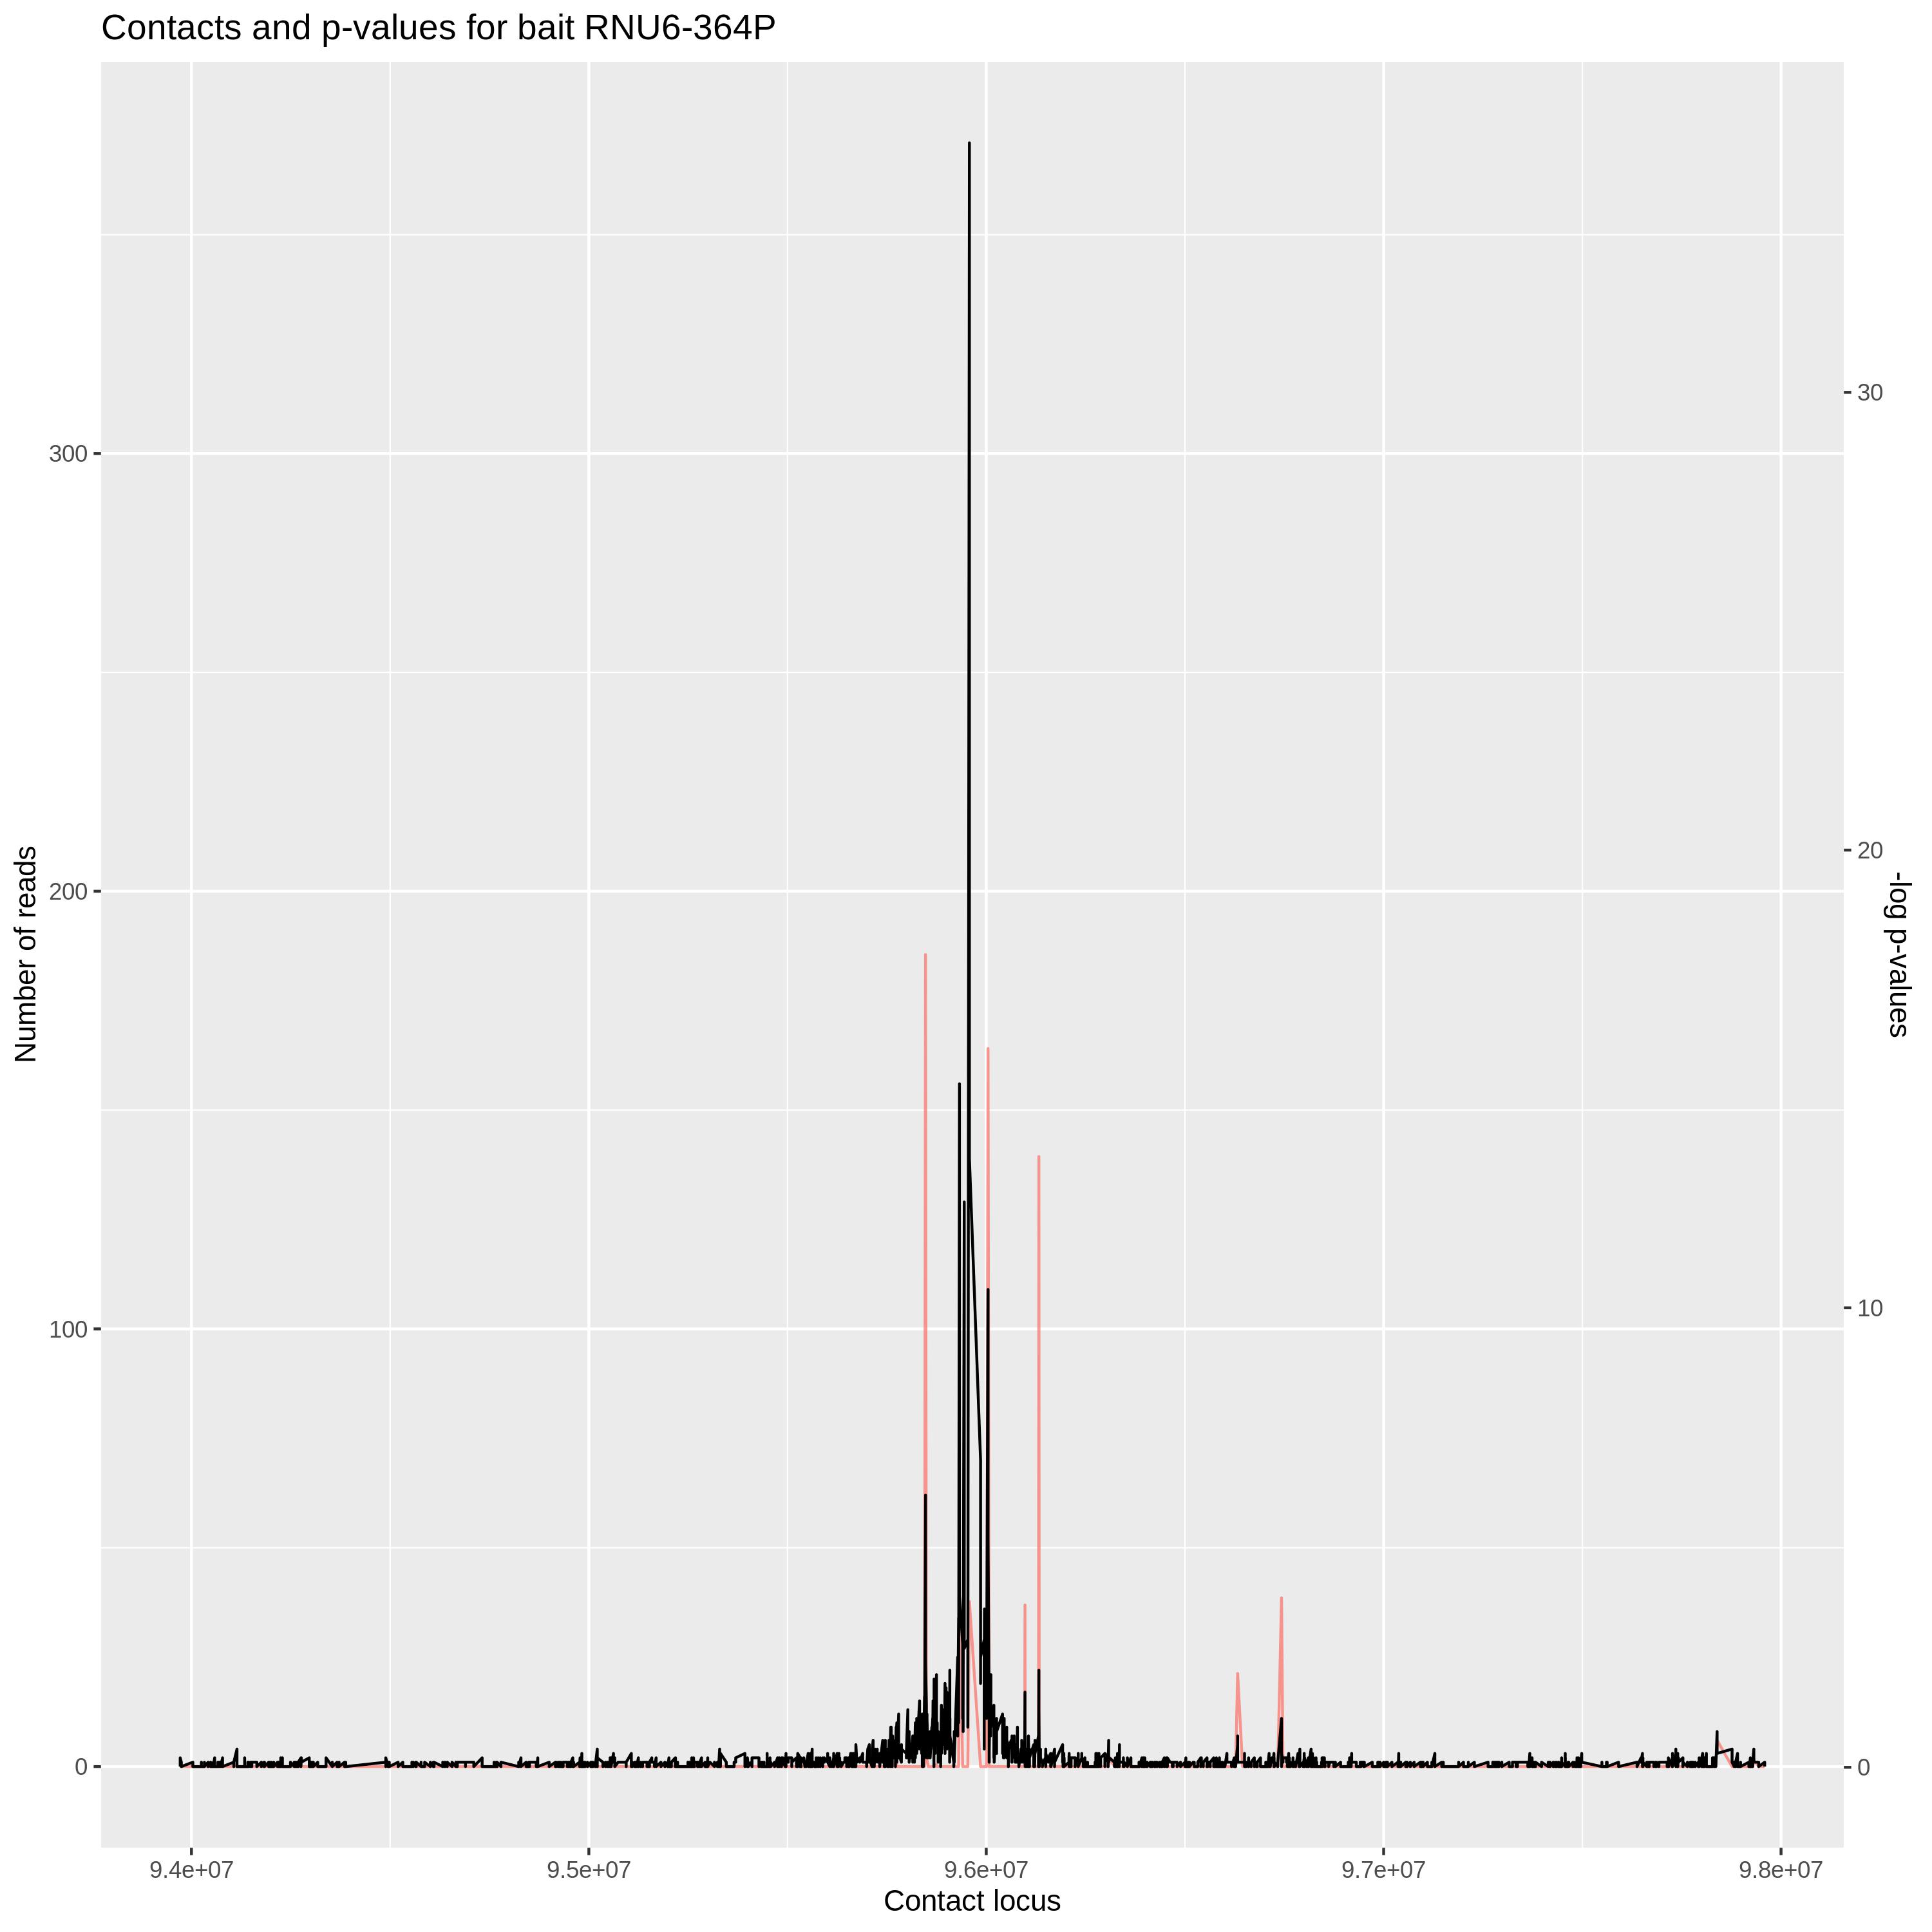 Contacts and p-values for bait RNU6-364P
300
200
100
0
30
20
10
0
Number of reads
-log p-values
9.4e+07 9.5e+07 9.6e+07 9.7e+07 9.8e+07
Contact locus